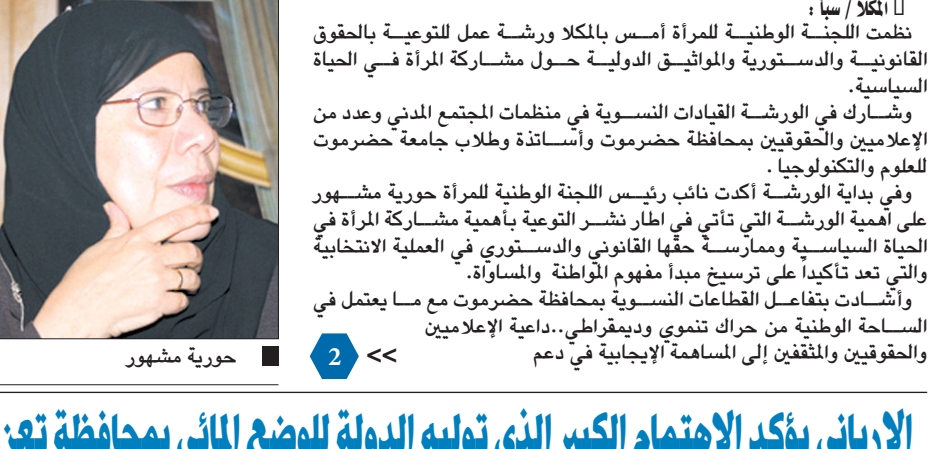 المكلا / سبأ :
نظمت اللجنة الوطنية للمرأة أمس بالمكلا ورشة عمل للتوعية بالحقوق
القانونية والدستورية والمواثيق الدولية حول مشاركة المرأة في الحياة
السياسية.
وشارك في الورشة القيادات النسوية في منظمات المجتمع المدني وعدد من
الإعلاميين والحقوقيين بمحافظة حضرموت وأساتذة وطلاب جامعة حضرموت
للعلوم والتكنولوجيا .
وفي بداية الورشة أكدت نائب رئيس اللجنة الوطنية للمرأة حورية مشهور
على أهمية الورشة التي تأتي في اطار نشر التوعية بأهمية مشاركة المرأة في
الحياة السياسية وممارسة حقها القانوني والدستوري في العملية الانتخابية
والتي تعد تأكيداً على ترسيخ مبدأ مفهوم المواطنة والمساواة.
وأشادت بتفاعل القطاعات النسوية بمحافظة حضرموت مع ما يعتمل في
الساحة الوطنية من حراك تنموي وديمقراطي..داعية الإعلاميين
والحقوقيين والمثقفين إلى المساهمة الإيجابية في دعم >> 2
حورية مشهور
الارياني يؤكد الاهتمام الكبير الذي توليه الدولة للوضع المائي بمحافظة تعز